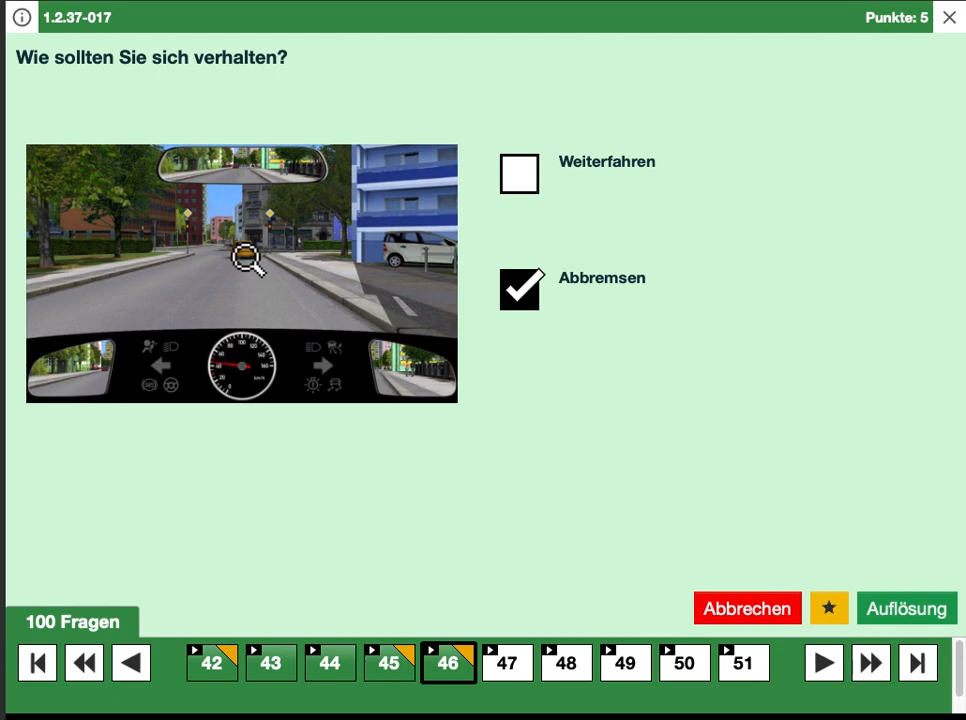 1.2.37-017
Punkte: 5
Wie sollten Sie sich verhalten?
Weiterfahren
Abbremsen
Abbrechen
Auflösung
100 Fragen
42
43
44
45
46
47
48
49
50
51